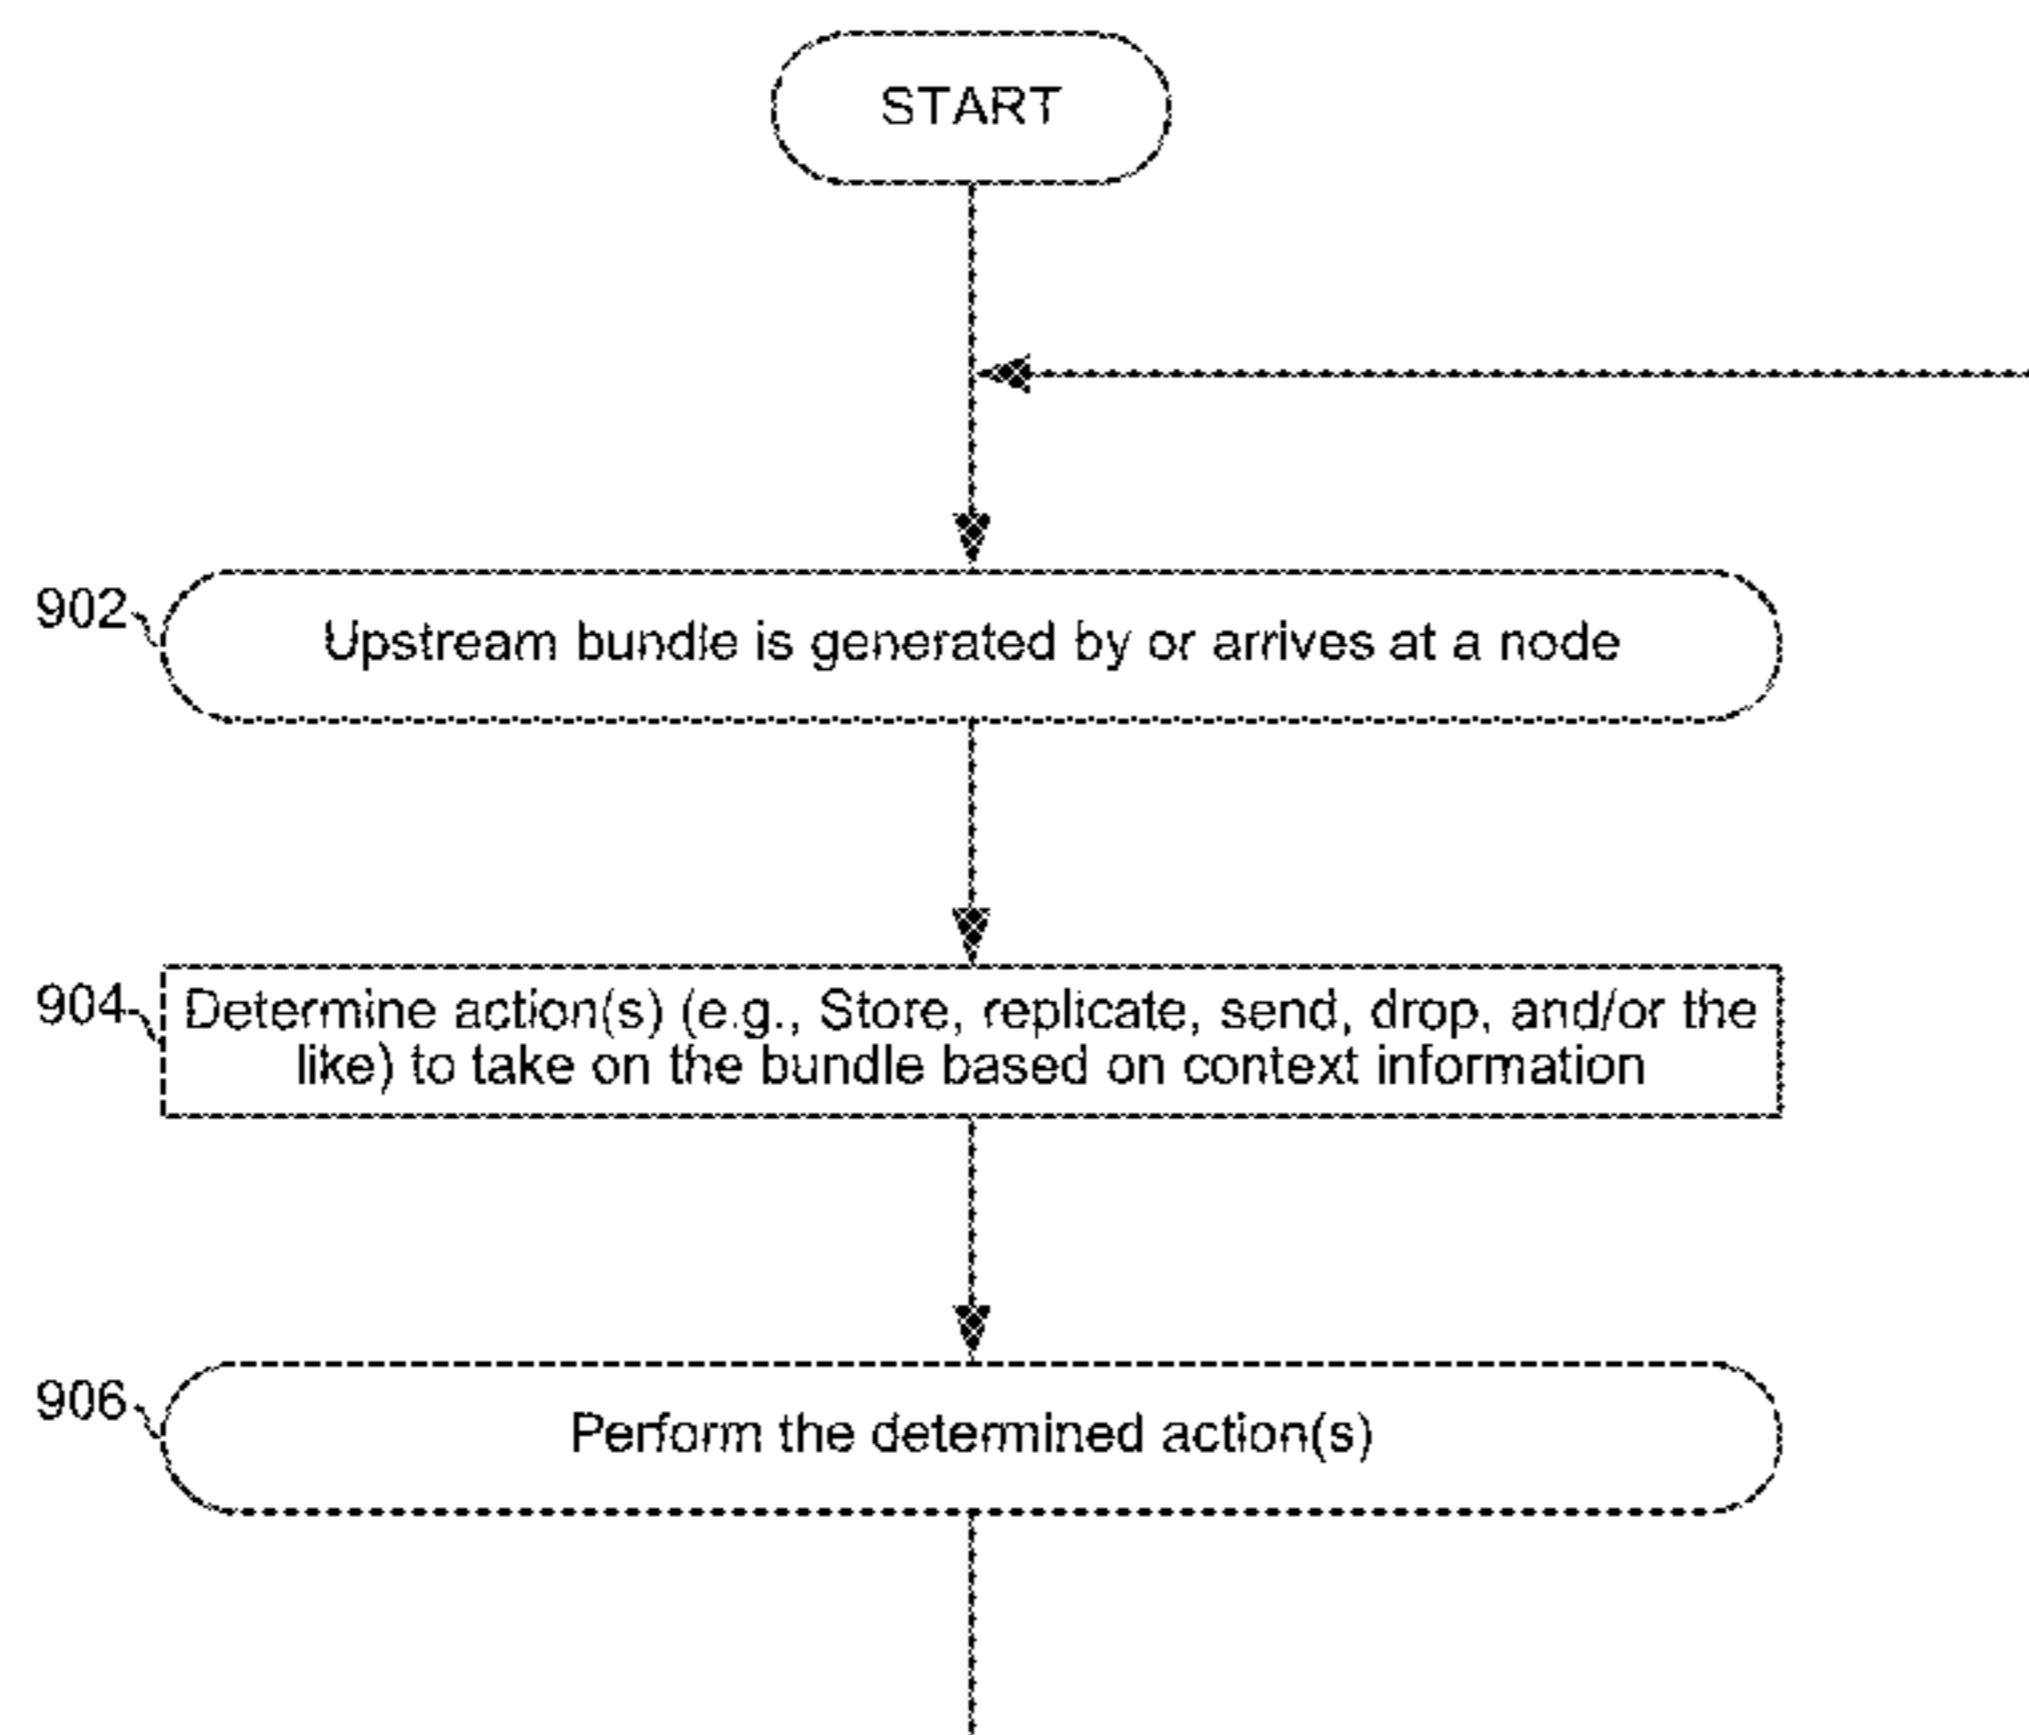 START
902
Upstream bundle is generated by or arrives at a node
904
Determine action(s) (e.g., Store, replicate, send, drop, and/or the
like) to take on the bundle based on context information
906
Perform the determined action(s)